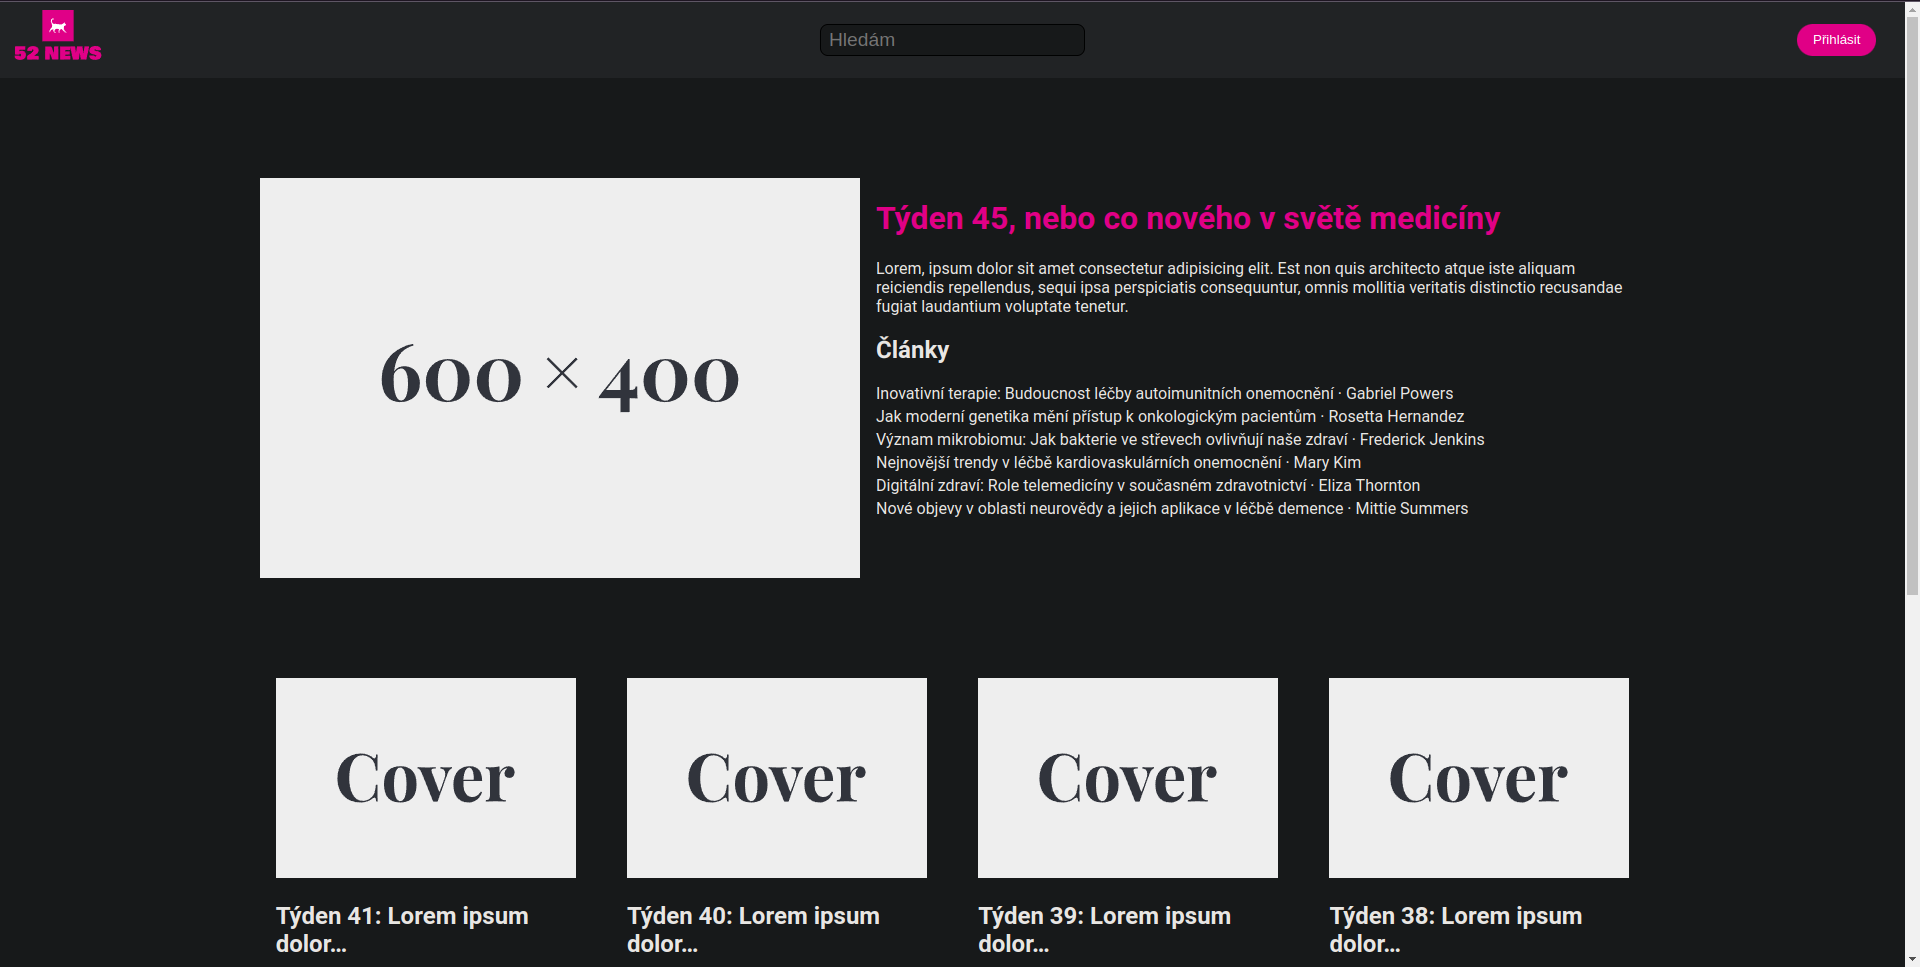 52 NEWS
Hledám
Přihlásit
600 × 400
Týden 45, nebo co nového v světě medicíny
Lorem, ipsum dolor sit amet consectetur adipisicing elit. Est non quis architecto atque iste aliquam
reiciendis repellendus, sequi ipsa perspiciatis consequuntur, omnis mollitia veritatis distinctio recusandae
fugiat laudantium voluptate tenetur.
Články
Inovativní terapie: Budoucnost léčby autoimunitních onemocnění · Gabriel Powers
Jak moderní genetika mění přístup k onkologickým pacientům · Rosetta Hernandez
Význam mikrobiomu: Jak bakterie ve střevech ovlivňují naše zdraví · Frederick Jenkins
Nejnovější trendy v léčbě kardiovaskulárních onemocnění · Mary Kim
Digitální zdraví: Role telemedicíny v současném zdravotnictví · Eliza Thornton
Nové objevy v oblasti neurovědy a jejich aplikace v léčbě demence · Mittie Summers
Cover
Týden 41: Lorem ipsum
dolor...
Cover
Týden 40: Lorem ipsum
dolor...
Cover
Týden 39: Lorem ipsum
dolor...
Cover
Týden 38: Lorem ipsum
dolor...